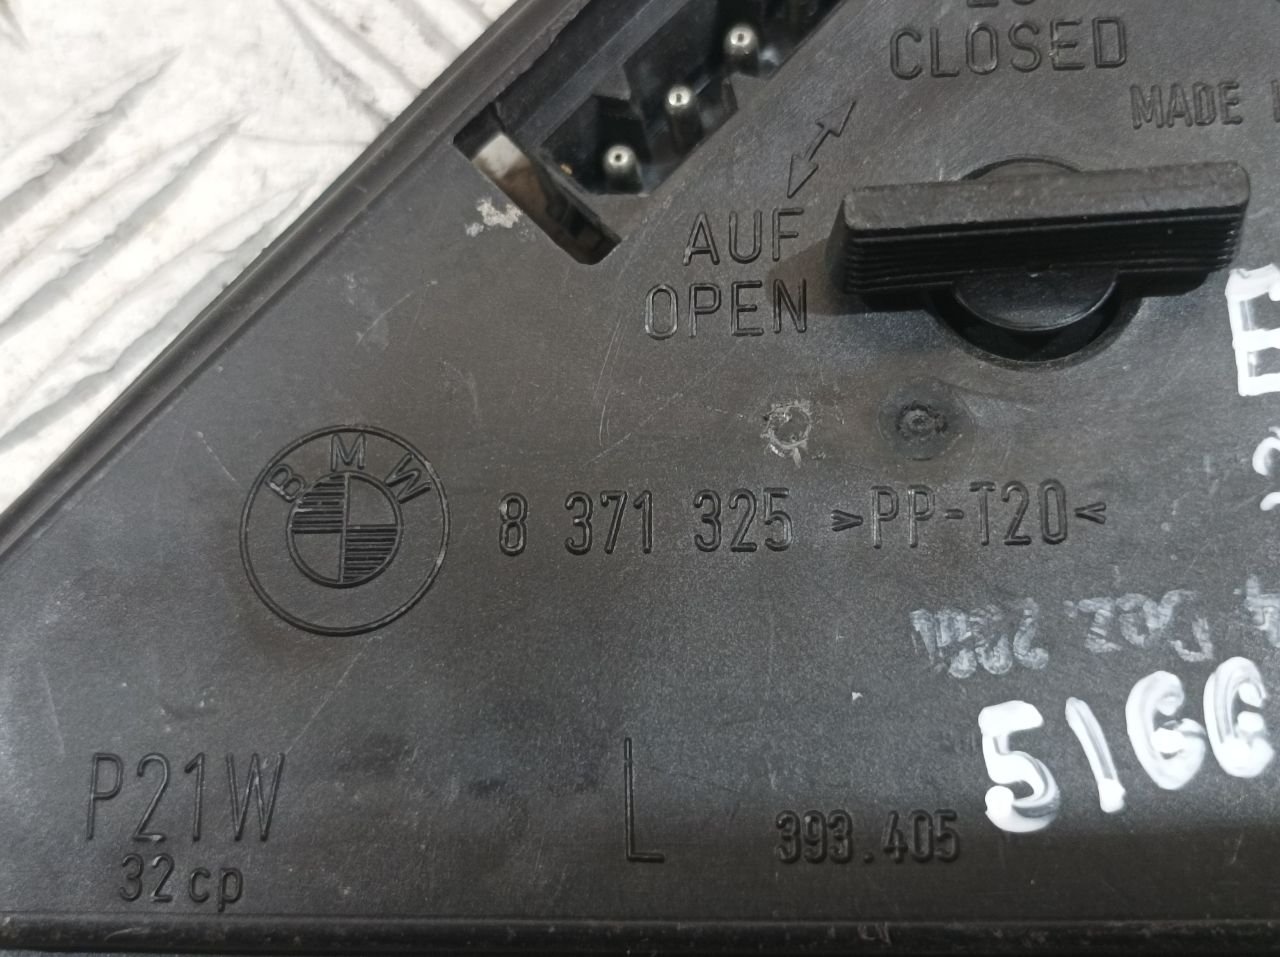 CLOSED
MADE
AUF
OPEN
BMW
8 371 325 >PP-T20<
5166
P21W
32cp
L
393.405